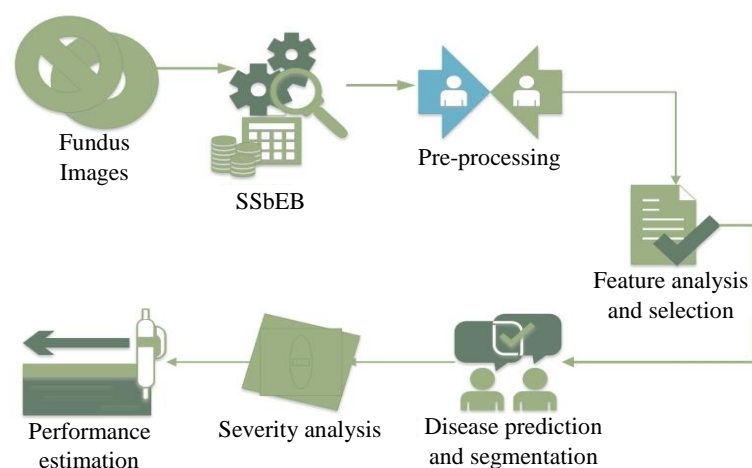 Fundus
Images
SSbEB
Pre-processing
Feature analysis
and selection
Disease prediction
and segmentation
Severity analysis
Performance
estimation